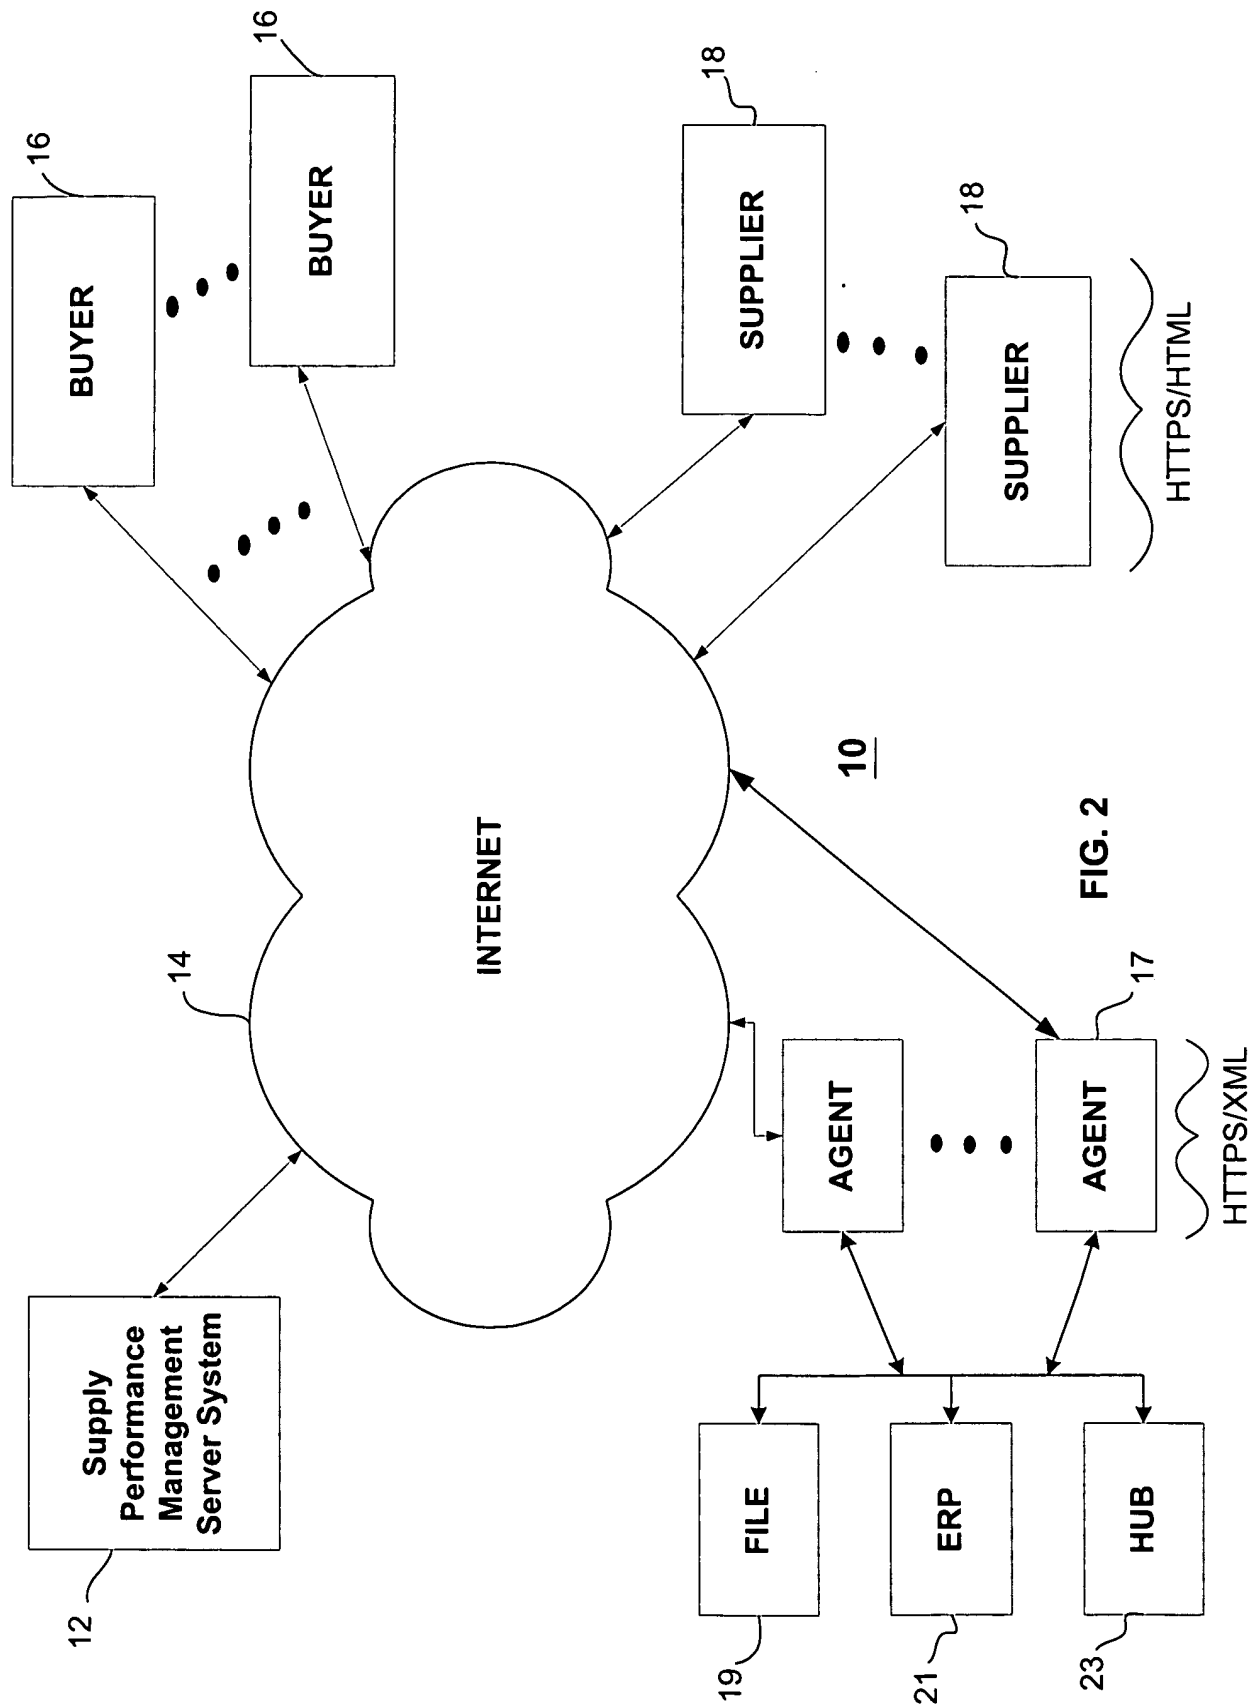 12
Supply
Performance
Management
Server System
14
INTERNET
BUYER
16
BUYER
16
SUPPLIER
18
SUPPLIER
18
HTTPS/HTML
10
FILE
19
ERP
21
HUB
23
AGENT
AGENT
17
HTTPS/XML
FIG. 2